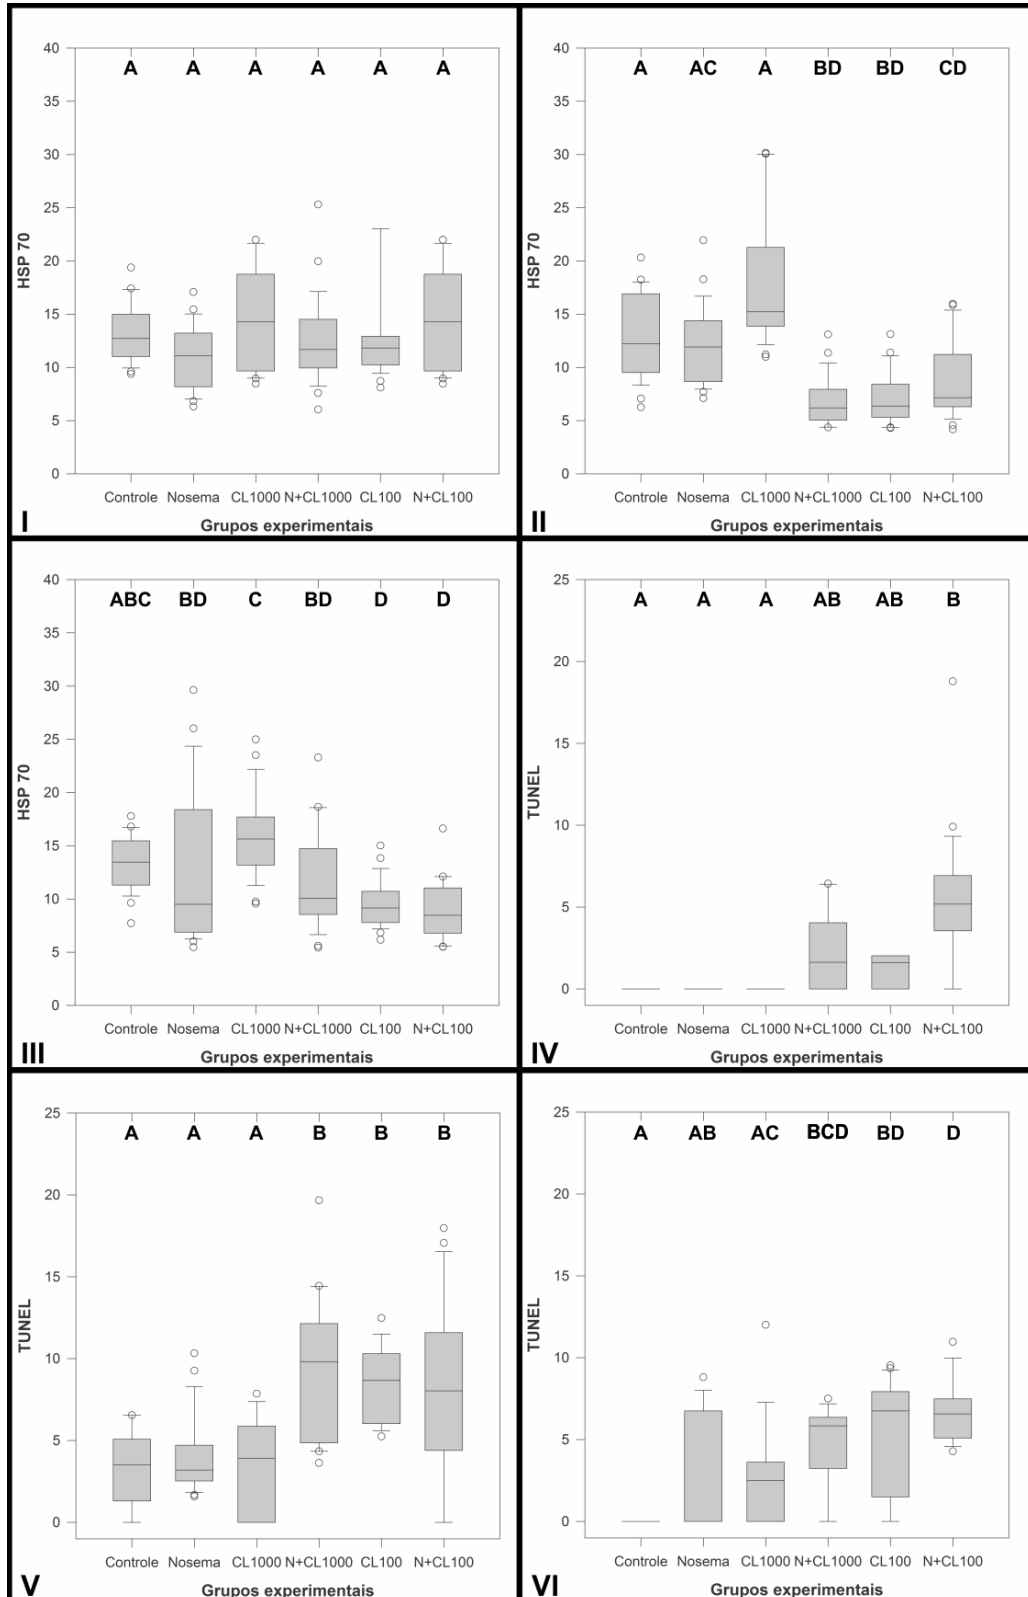 A A A A A A
40
35
30
25
20
15
10
5
0
HSP 70
Controle Nosema CL1000 N+CL1000 CL100 N+CL100
Grupos experimentais
I
A AC A BD BD CD
40
35
30
25
20
15
10
5
0
HSP 70
Controle Nosema CL1000 N+CL1000 CL100 N+CL100
Grupos experimentais
II
ABC BD C BD D D
40
35
30
25
20
15
10
5
0
HSP 70
Controle Nosema CL1000 N+CL1000 CL100 N+CL100
Grupos experimentais
III
A A A AB AB B
25
20
15
10
5
0
TUNEL
Controle Nosema CL1000 N+CL1000 CL100 N+CL100
Grupos experimentais
IV
A A A B B B
25
20
15
10
5
0
TUNEL
Controle Nosema CL1000 N+CL1000 CL100 N+CL100
Grupos experimentais
V
A AB AC BCD BD D
25
20
15
10
5
0
TUNEL
Controle Nosema CL1000 N+CL1000 CL100 N+CL100
Grupos experimentais
VI